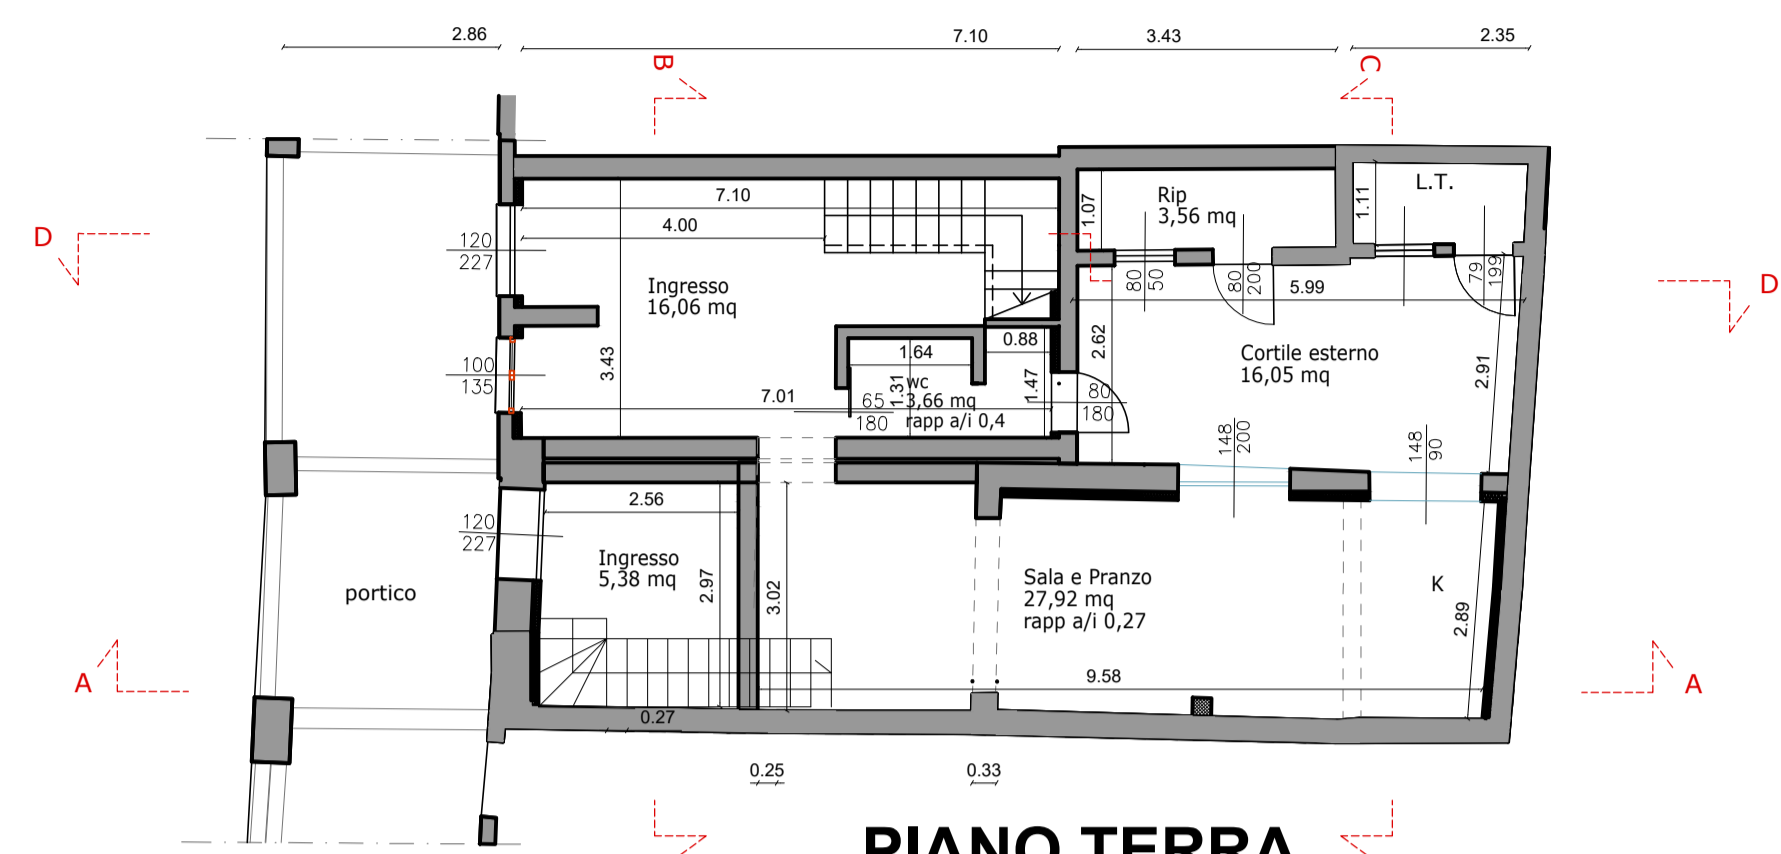 2.86
7.10
3.43
2.35
B
C
D
D
7.10
4.00
120
227
Ingresso
16,06 mq
3.43
100
135
7.01
1.64
0.88
1.31
1.47
wc
3,66 mq
rapp a/i 0,4
65
180
80
180
1.07
Rip
3,56 mq
1.11
L.T.
80
50
80
200
79
199
5.99
2.62
Cortile esterno
16,05 mq
2.91
148
200
148
90
120
227
2.56
Ingresso
5,38 mq
2.97
3.02
portico
Sala e Pranzo
27,92 mq
rapp a/i 0,27
K
2.89
9.58
A
A
0.27
0.25
0.33
PIANO TERRA